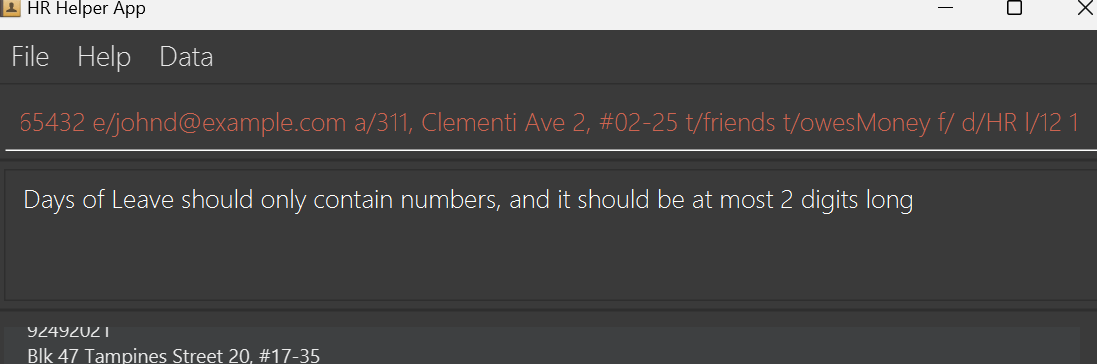 HR Helper App
File Help Data
65432 e/johnd@example.com a/311, Clementi Ave 2, #02-25 t/friends t/owesMoney f/ d/HR l/12 1
Days of Leave should only contain numbers, and it should be at most 2 digits long
92492021
Blk 47 Tampines Street 20, #17-35